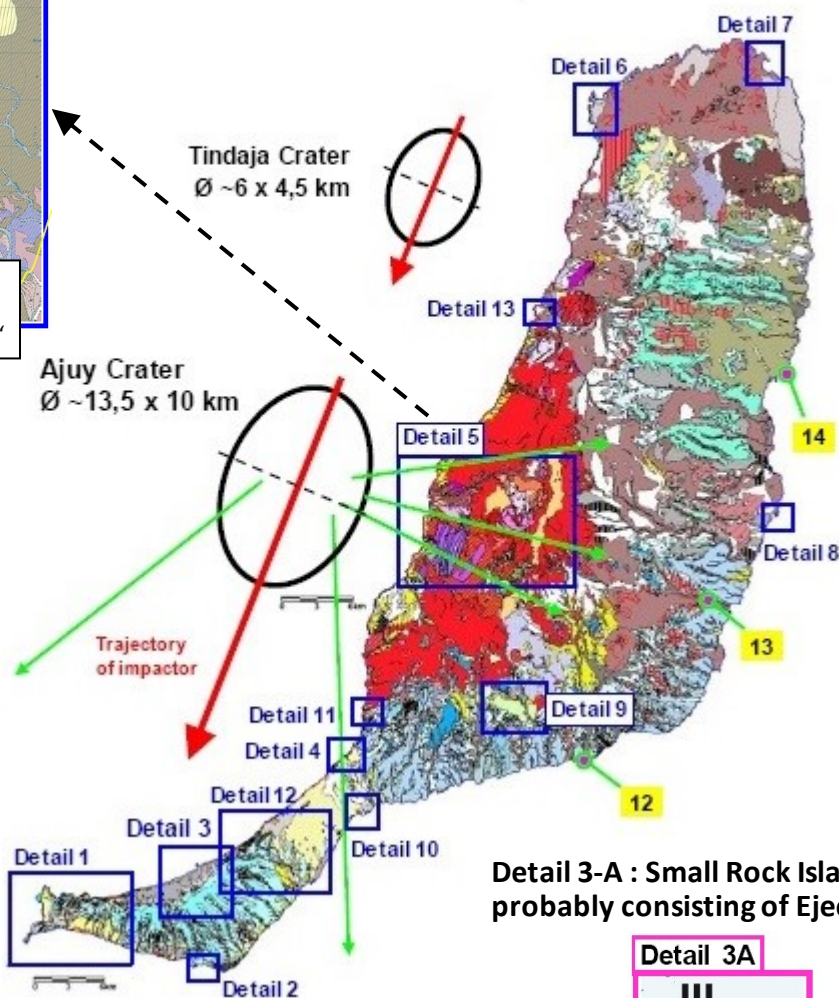 Detail 7
Detail 6
Tindaja Crater
Ø ~6 x 4,5 km
Detail 13
Ajuy Crater
Ø ~13,5 x 10 km
Detail 5
14
Detail 8
Trajectory
of impactor
13
Detail 11
Detail 9
Detail 4
Detail 12
12
Detail 3
Detail 10
Detail 1
Detail 3-A : Small Rock Isla
probably consisting of Ejec
Detail 3A
Detail 2